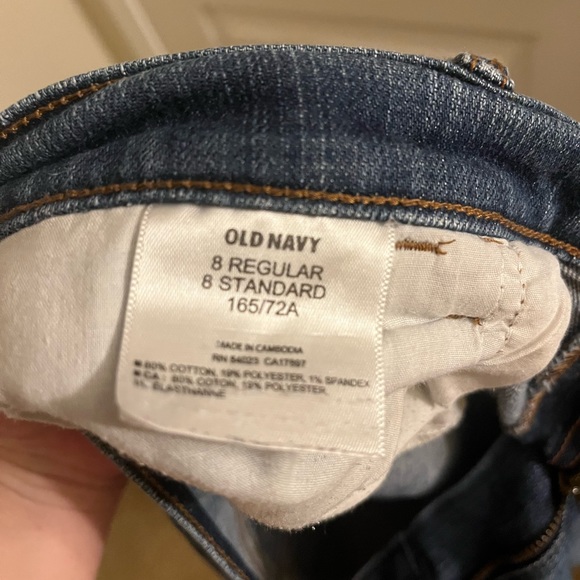 OLD NAVY
8 REGULAR
8 STANDARD
165/72A
MADE IN CAMBODIA
RN 54023 CA17897
80% COTTON, 19% POLYESTER, 1% SPANDEX
CA : 80% COTON, 19% POLYESTER,
1% ÉLASTHANNE